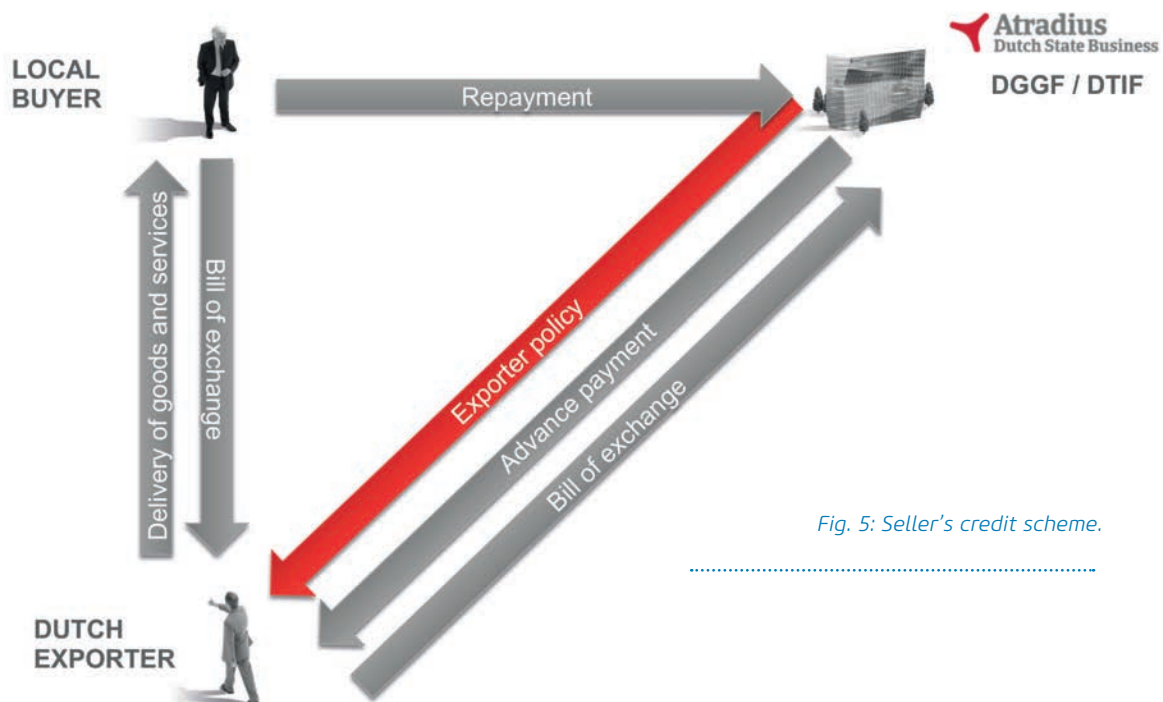 Atradius
Dutch State Business
LOCAL
BUYER
Repayment
DGGF / DTIF
Delivery of goods and services
Bill of exchange
Exporter policy
Advance payment
Bill of exchange
Fig. 5: Seller's credit scheme.
DUTCH
EXPORTER